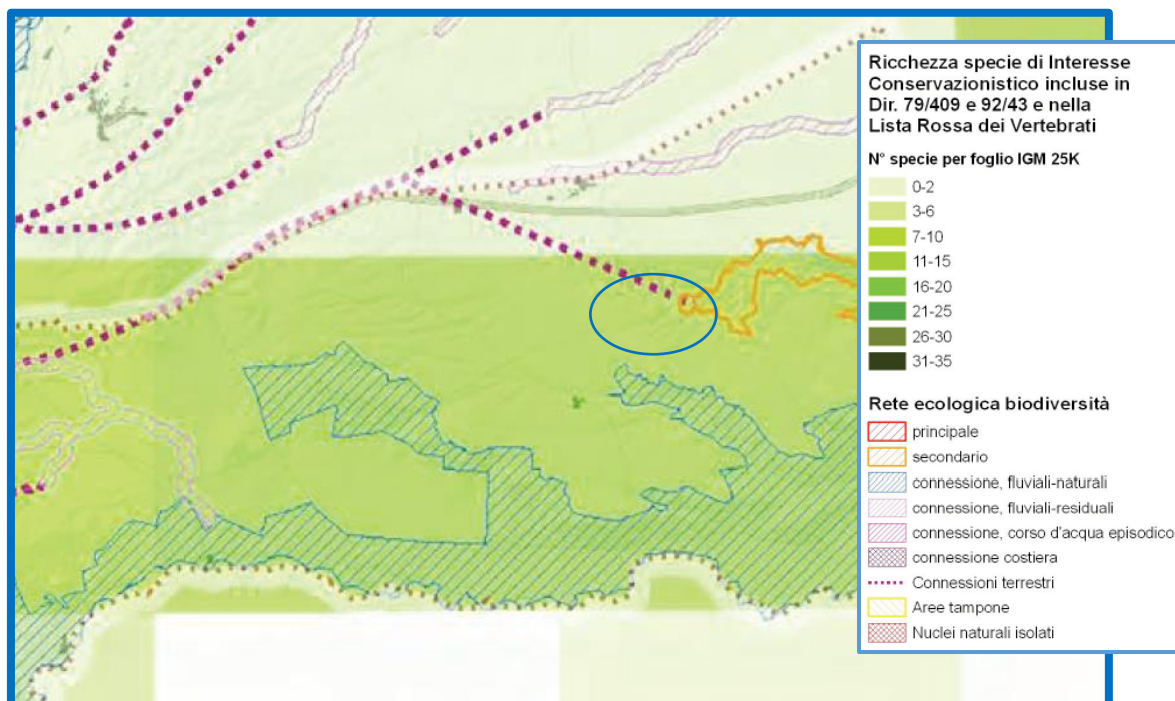 Ricchezza specie di Interesse
Conservazionistico incluse in
Dir. 79/409 e 92/43 e nella
Lista Rossa dei Vertebrati
N° specie per foglio IGM 25K
0-2
3-6
7-10
11-15
16-20
21-25
26-30
31-35
Rete ecologica biodiversità
principale
secondario
connessione, fluviali-naturali
connessione, fluviali-residuali
connessione, corso d'acqua episodico
connessione costiera
Connessioni terrestri
Aree tampone
Nuclei naturali isolati